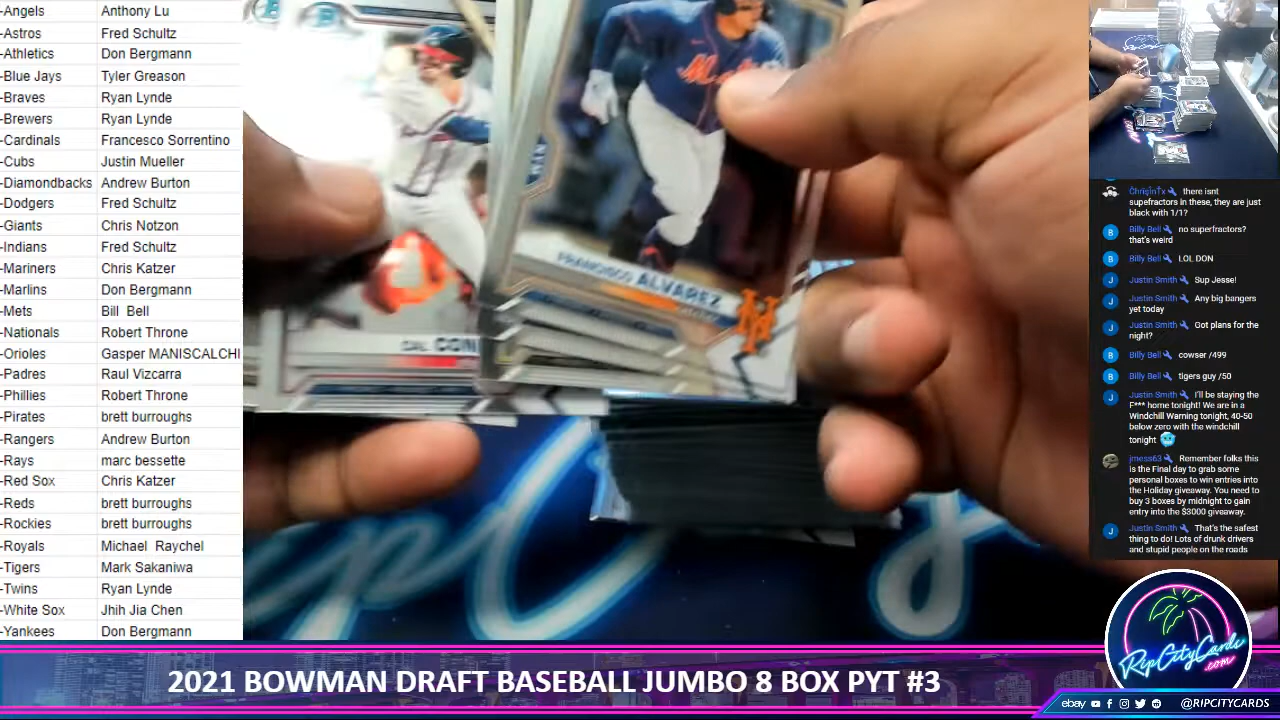 -Angels Anthony Lu
-Astros Fred Schultz
-Athletics Don Bergmann
-Blue Jays Tyler Greason
-Braves Ryan Lynde
-Brewers Ryan Lynde
-Cardinals Francesco Sorrentino
-Cubs Justin Mueller
-Diamondbacks Andrew Burton
-Dodgers Fred Schultz
-Giants Chris Notzon
-Indians Fred Schultz
-Mariners Chris Katzer
-Marlins Don Bergmann
-Mets Bill Bell
-Nationals Robert Throne
-Orioles Gasper MANISCALCHI
-Padres Raul Vizcarra
-Phillies Robert Throne
-Pirates brett burroughs
-Rangers Andrew Burton
-Rays marc bessette
-Red Sox Chris Katzer
-Reds brett burroughs
-Rockies brett burroughs
-Royals Michael Raychel
-Tigers Mark Sakaniwa
-Twins Ryan Lynde
-White Sox Jhih Jia Chen
-Yankees Don Bergmann
Mets
FRANCISCO ALVAREZ
NY
CAL CON
there isnt
supefractors in these, they are just
black with 1/1?
B Billy Bell no superfractors?
that's weird
B Billy Bell LOL DON
J Justin Smith Sup Jesse!
J Justin Smith Any big bangers
yet today
J Justin Smith Got plans for the
night?
B Billy Bell cowser /499
B Billy Bell tigers guy /50
J Justin Smith I'll be staying the
F*** home tonight! We are in a
Windchill Warning tonight, 40-50
below zero with the windchill
tonight 🥶
jmess63 Remember folks this
is the Final day to grab some
personal boxes to win entries into
the Holiday giveaway. You need to
buy 3 boxes by midnight to gain
entry into the $3000 giveaway.
J Justin Smith That's the safest
thing to do! Lots of drunk drivers
and stupid people on the roads
RipCityCards
.com
2021 BOWMAN DRAFT BASEBALL JUMBO 8 BOX PYT #3
ebay @RIPCITYCARDS